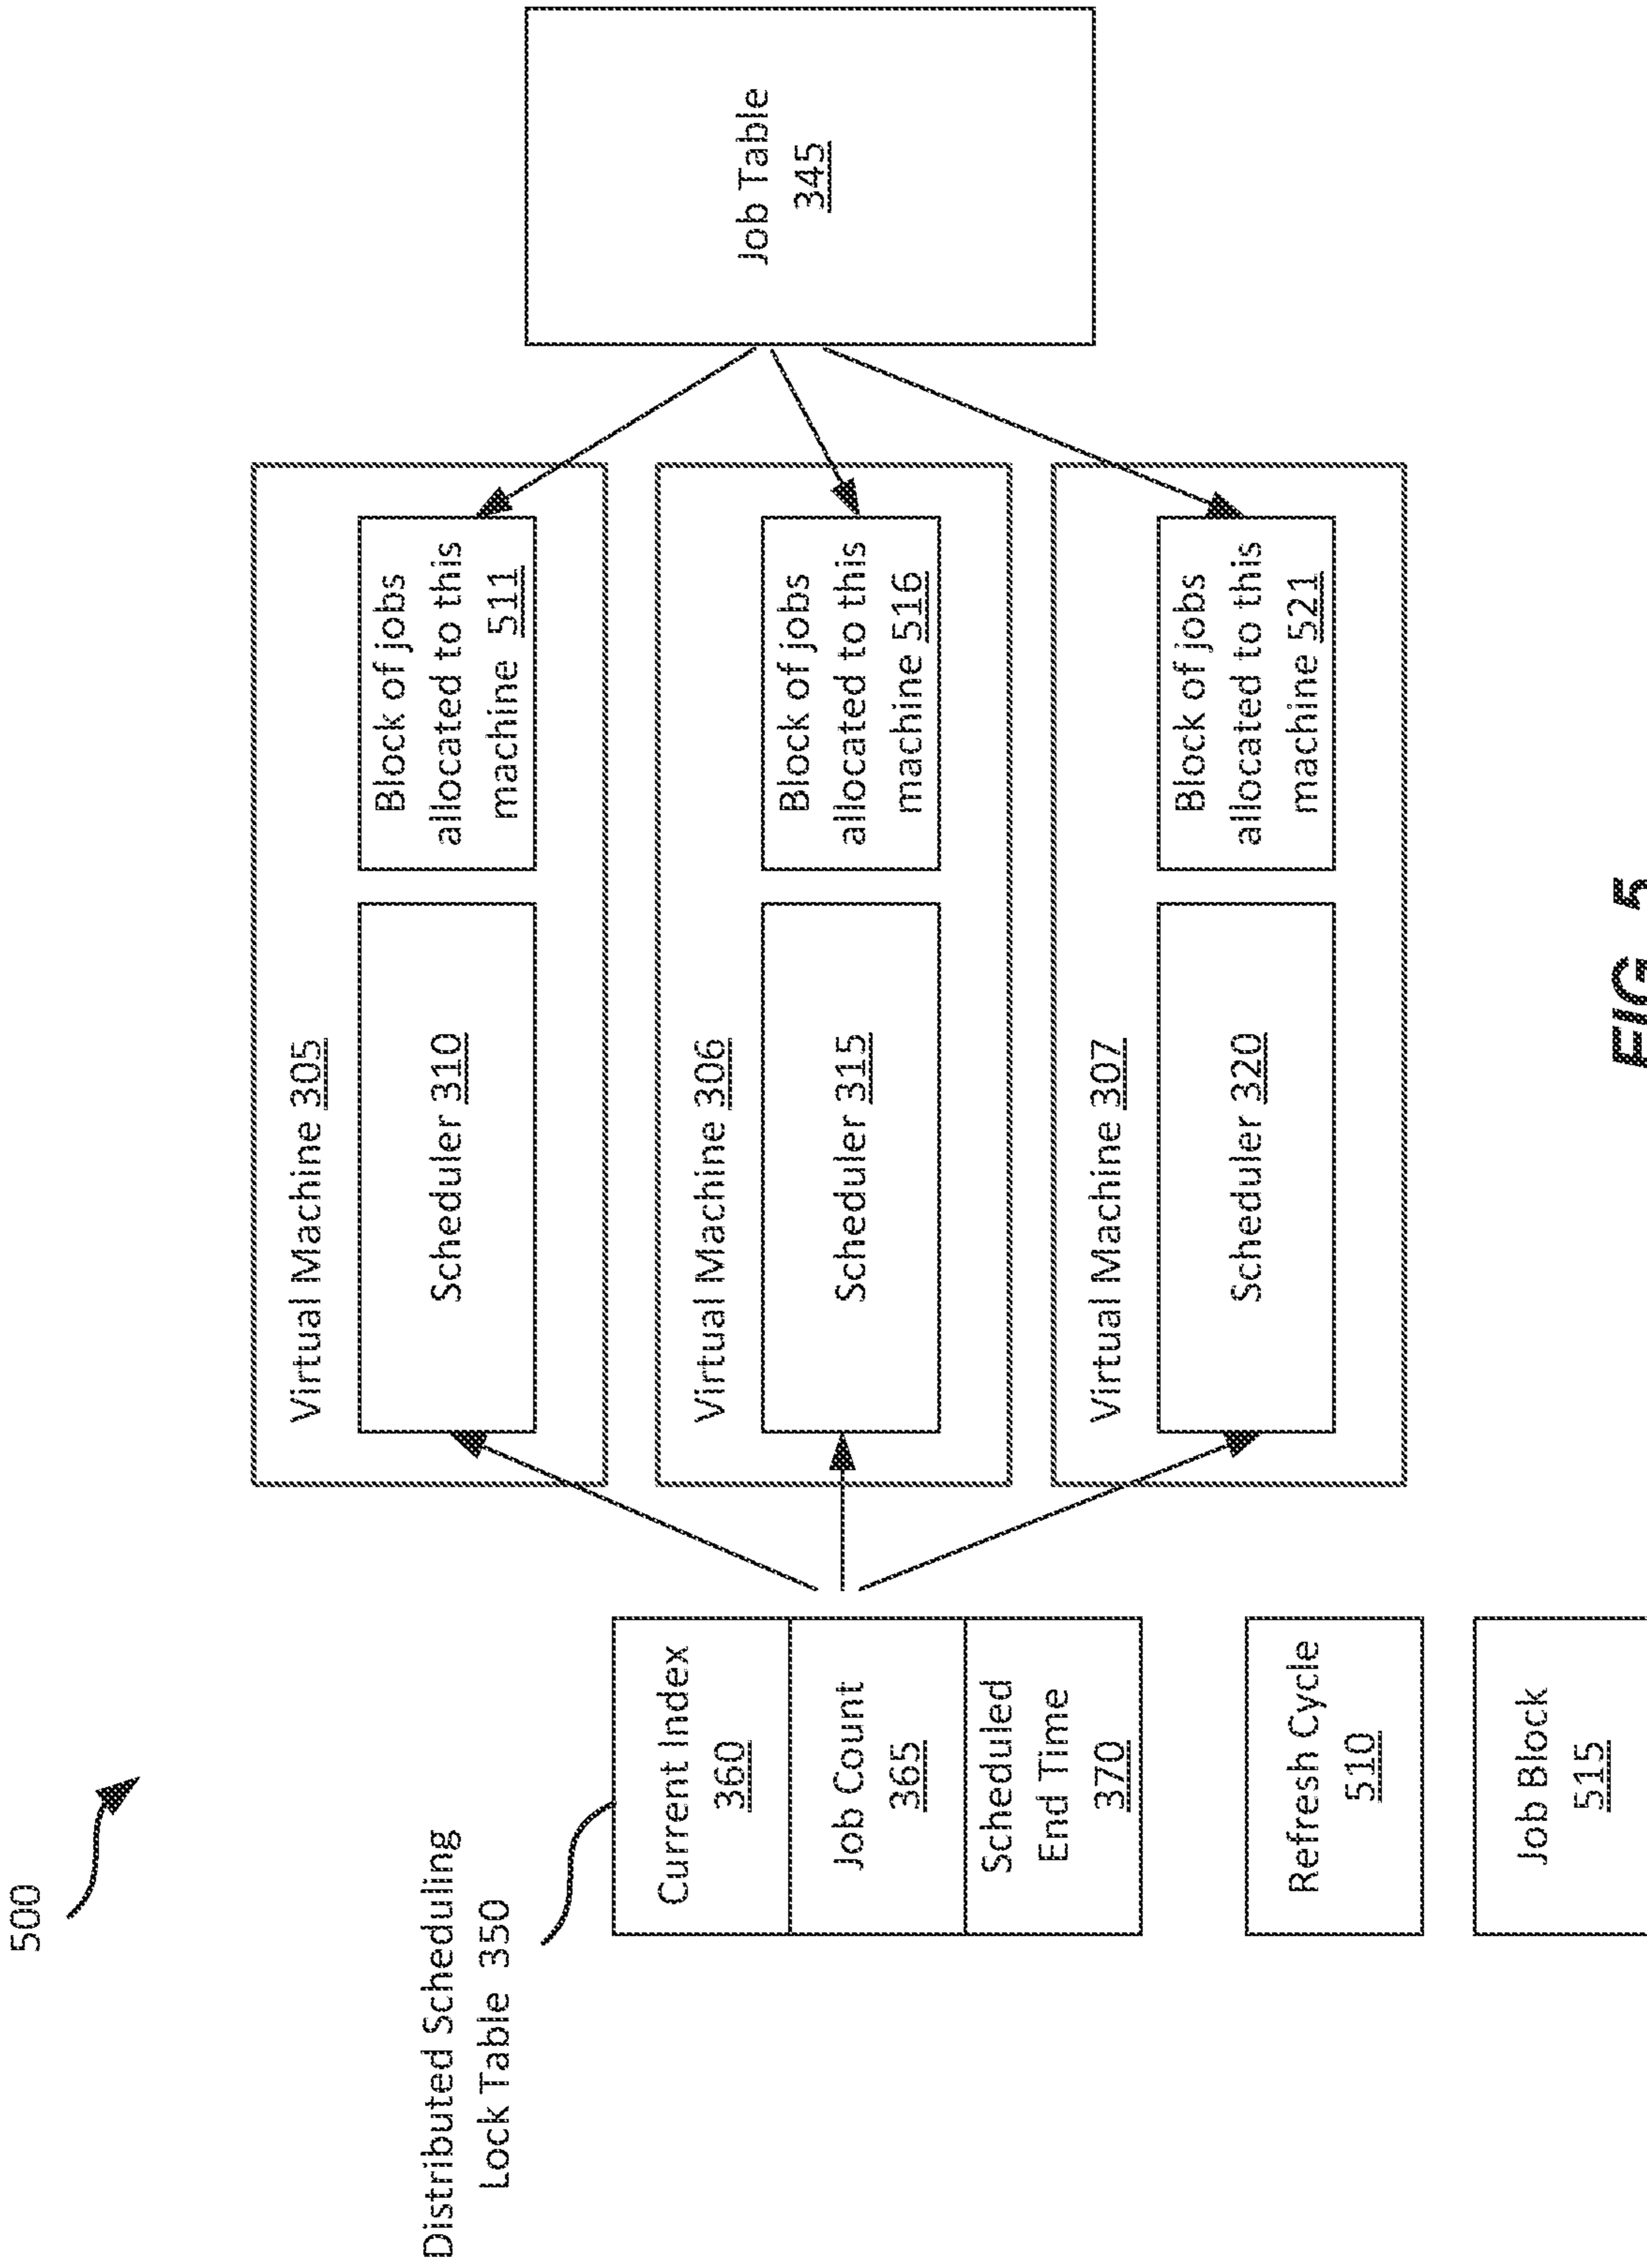 500
Distributed Scheduling
Lock Table 350
Current Index
360
Job Count
365
Scheduled
End Time
370
Refresh Cycle
510
Job Block
515
Virtual Machine 305
Scheduler 310
Block of jobs
allocated to this
machine 511
Virtual Machine 306
Scheduler 315
Block of jobs
allocated to this
machine 516
Virtual Machine 307
Scheduler 320
Block of jobs
allocated to this
machine 521
Job Table
345
FIG. 5